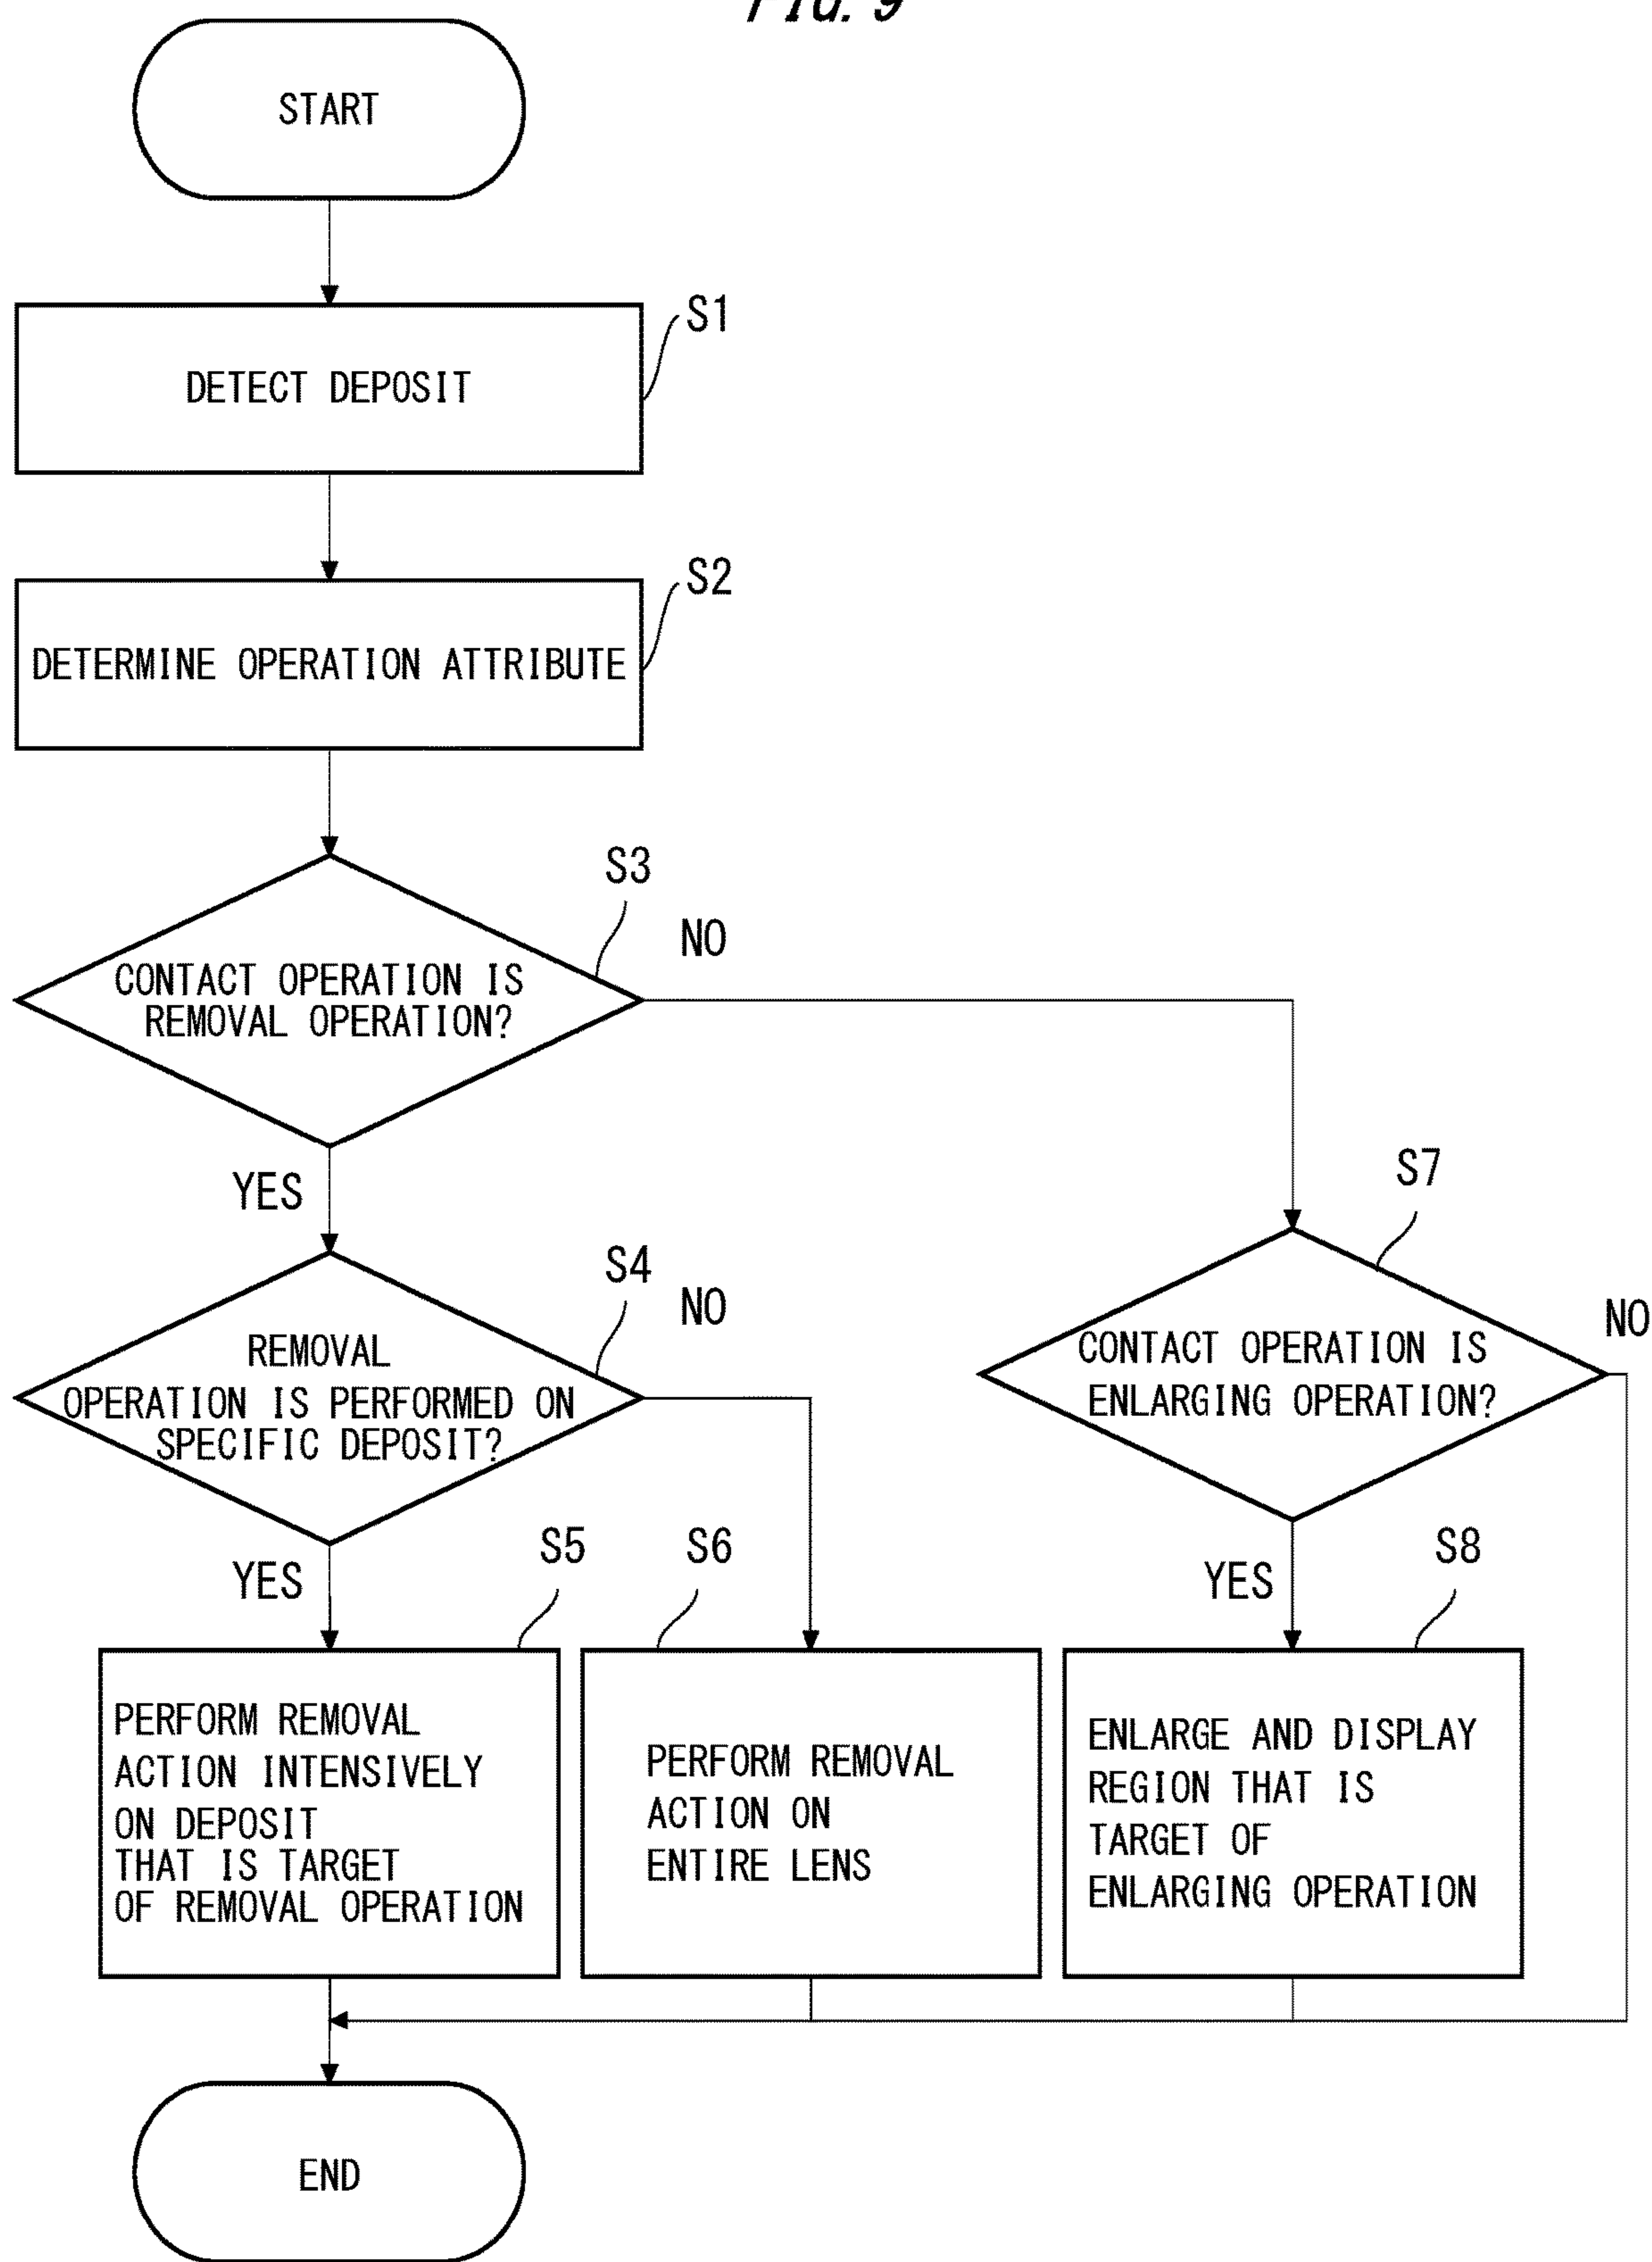 FIG. 9
START
S1
DETECT DEPOSIT
S2
DETERMINE OPERATION ATTRIBUTE
S3
NO
CONTACT OPERATION IS
REMOVAL OPERATION?
YES
S4
NO
REMOVAL
OPERATION IS PERFORMED ON
SPECIFIC DEPOSIT?
S7
NO
CONTACT OPERATION IS
ENLARGING OPERATION?
YES
S5
PERFORM REMOVAL
ACTION INTENSIVELY
ON DEPOSIT
THAT IS TARGET
OF REMOVAL OPERATION
S6
PERFORM REMOVAL
ACTION ON
ENTIRE LENS
YES
S8
ENLARGE AND DISPLAY
REGION THAT IS
TARGET OF
ENLARGING OPERATION
END